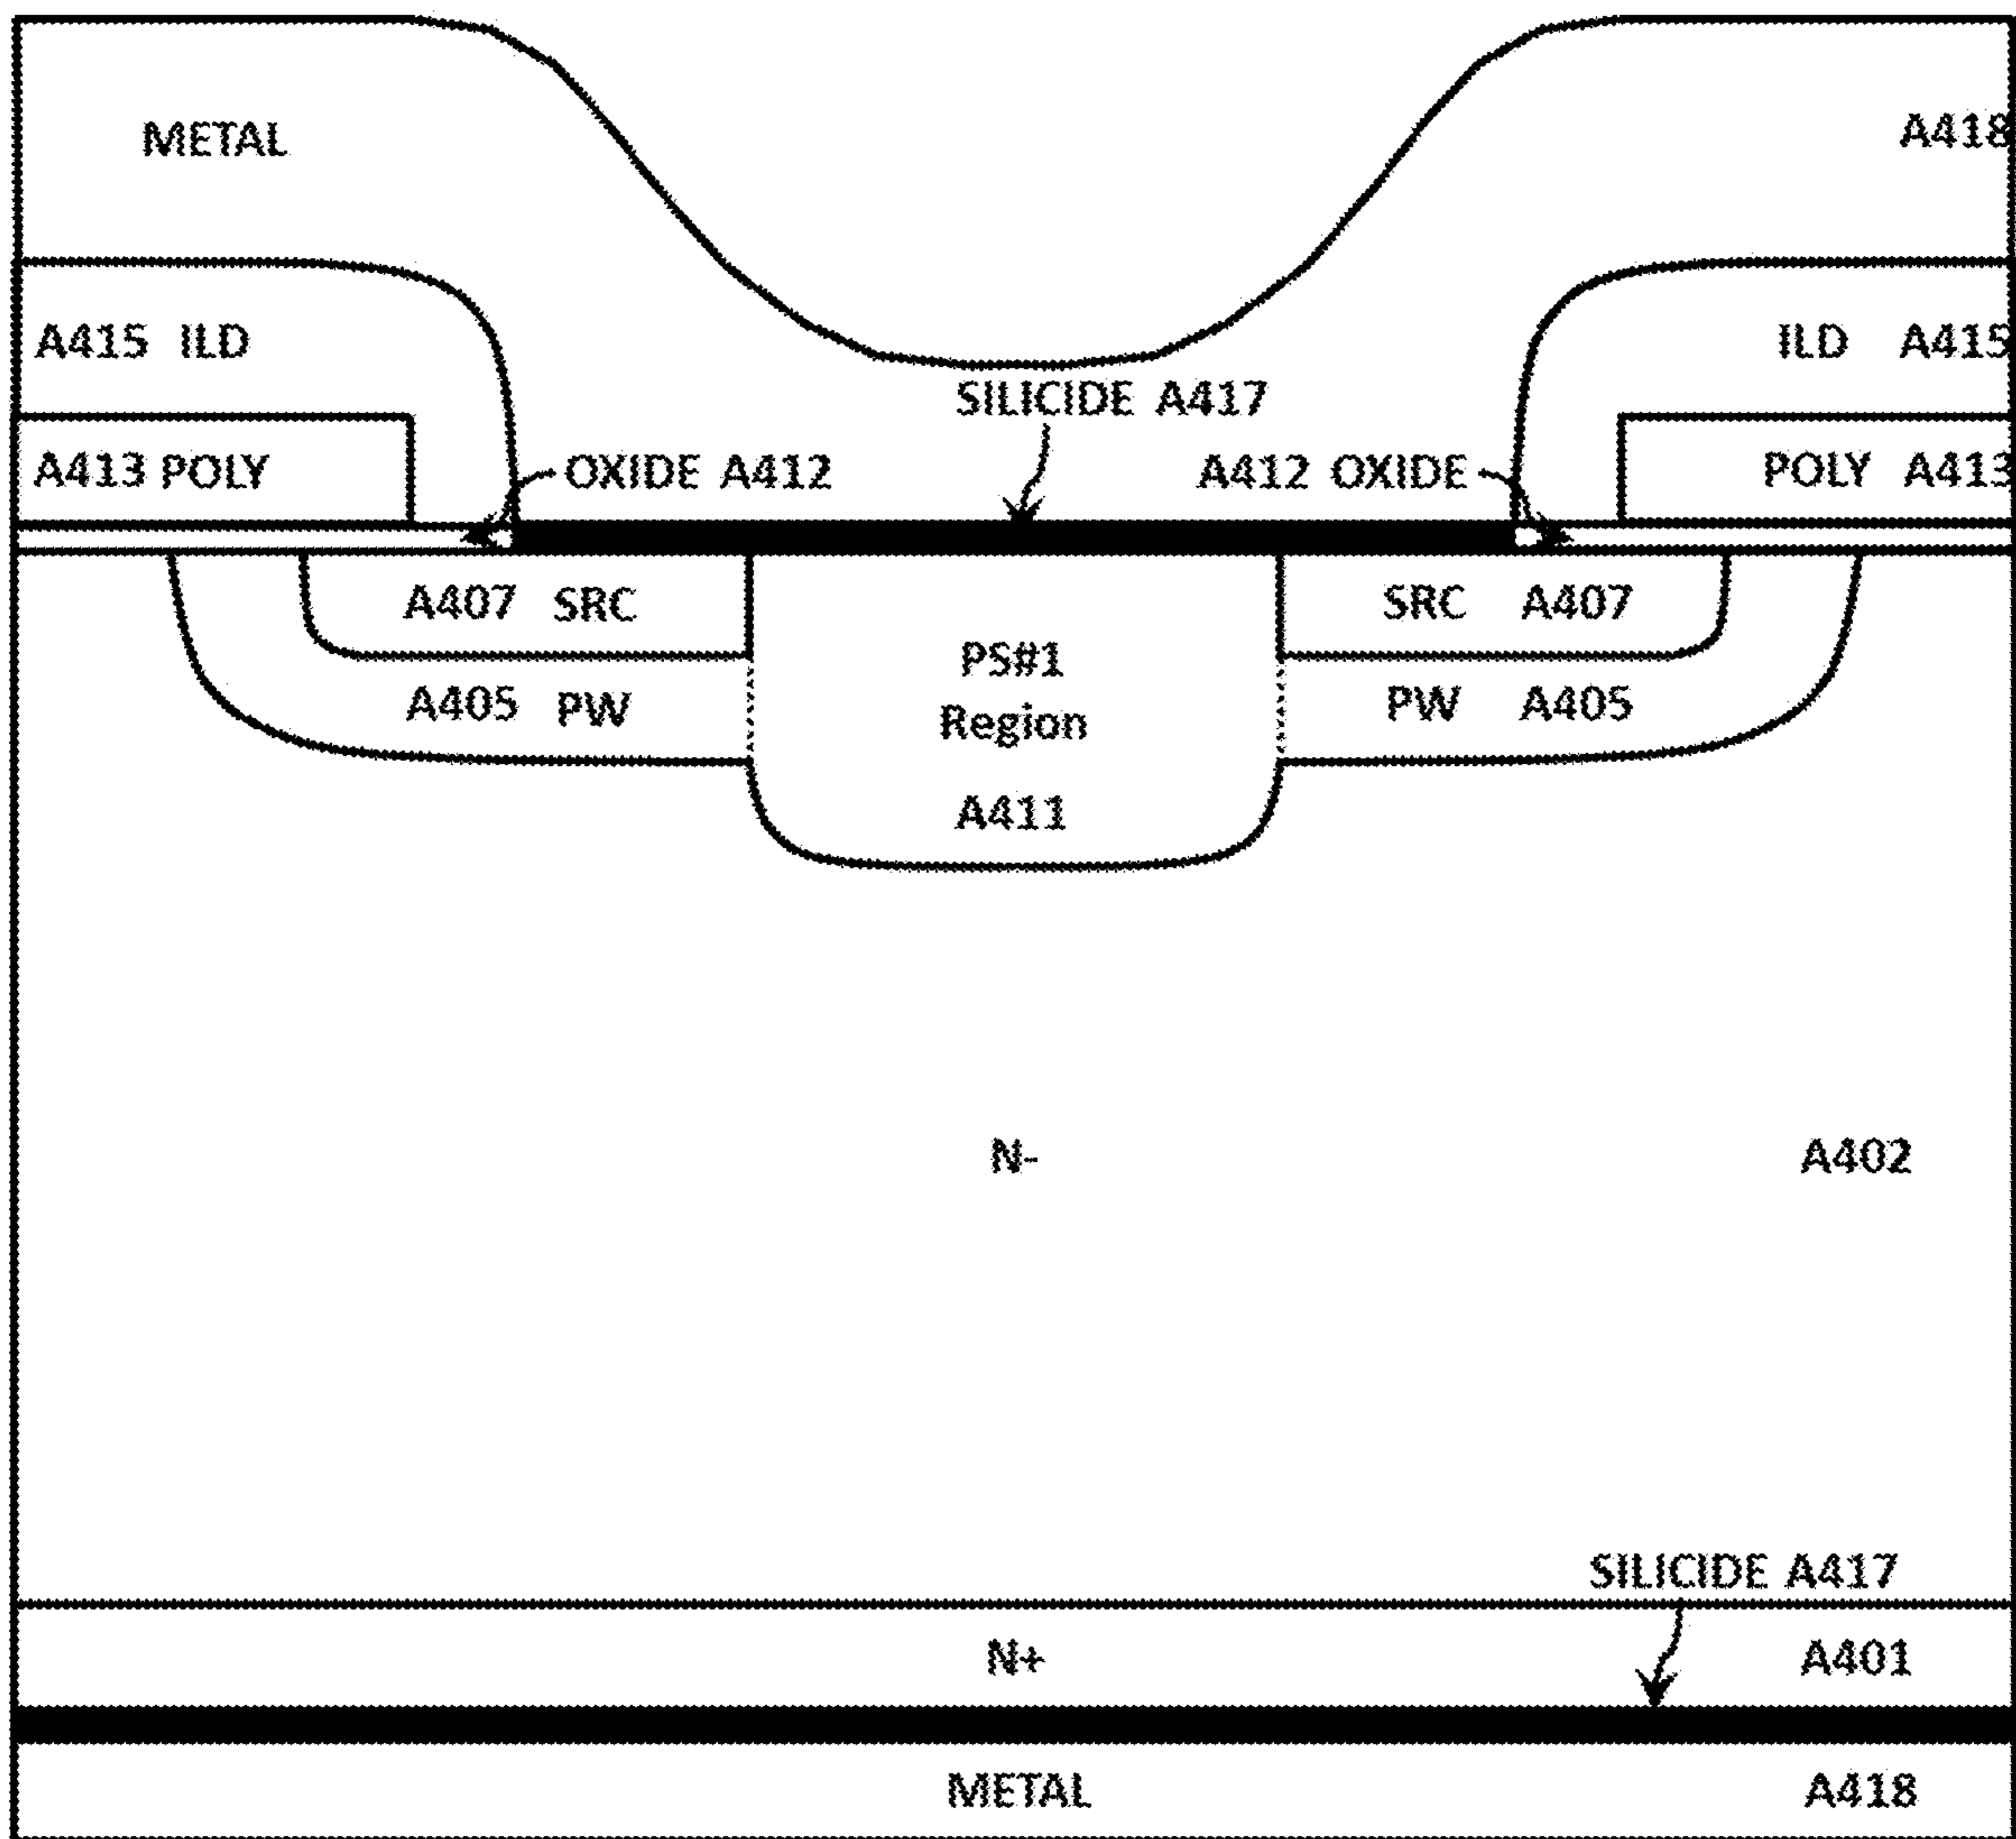 METAL A418
A415 ILD ILD A415
SILICIDE A417
A413 POLY OXIDE A412 A412 OXIDE POLY A413
A407 SRC SRC A407
PS#1
Region
A405 PW PW A405
A411
N- A402
SILICIDE A417
N+ A401
METAL A418